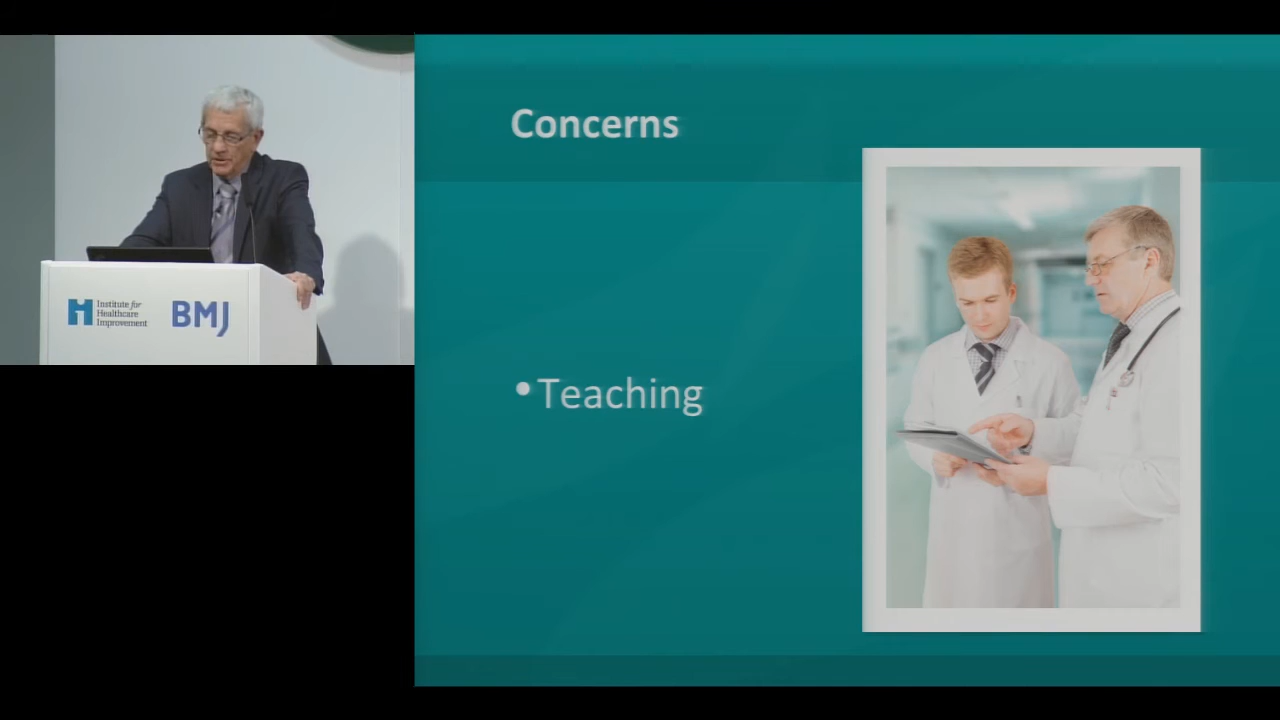 Institute for
Healthcare
Improvement
BMJ
Concerns
• Teaching